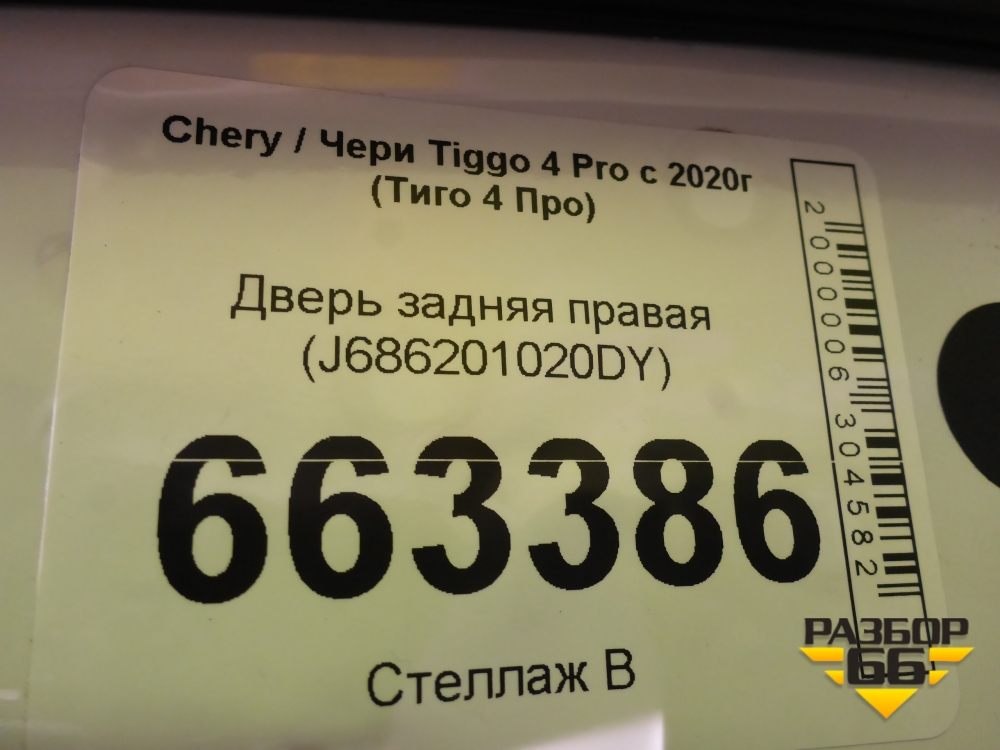 Chery / Чери Tiggo 4 Pro с 2020г
(Тиго 4 Про)
Дверь задняя правая
(J686201020DY)
663386
Стеллаж В
2000006304582
РАЗБОР
66